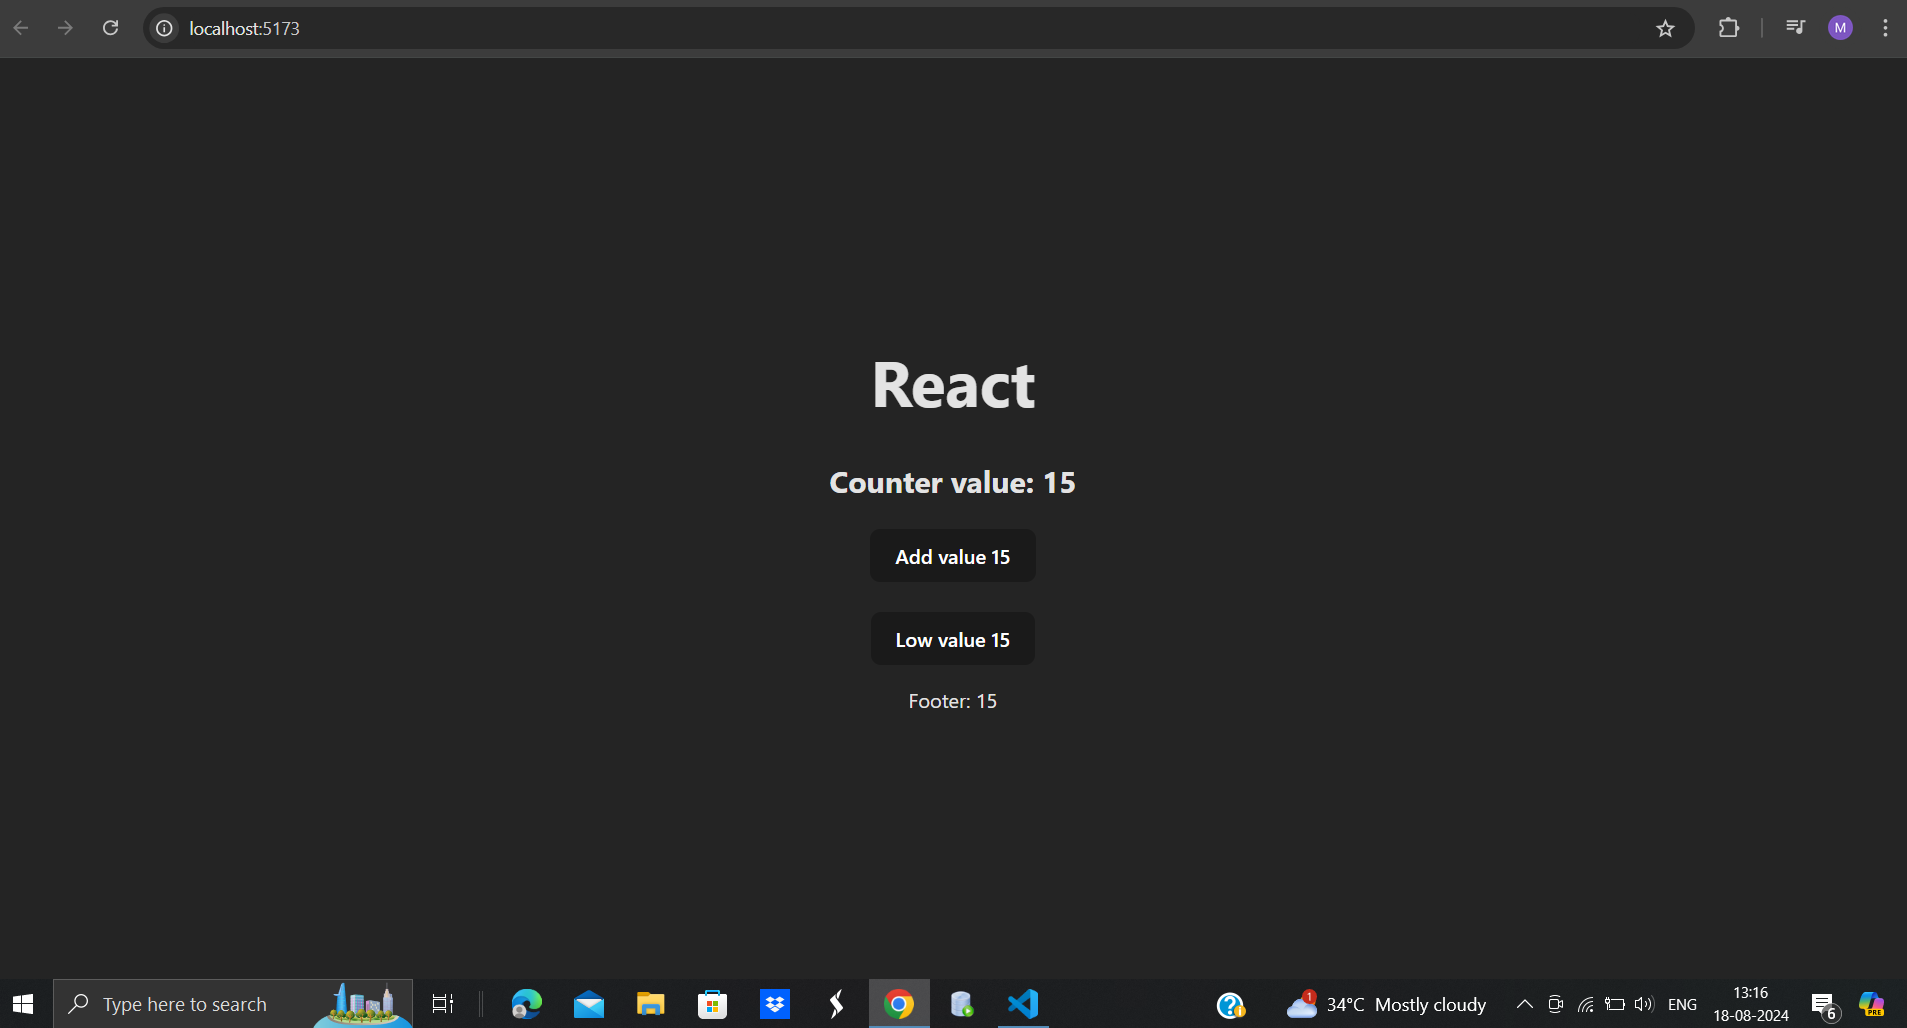 localhost:5173
M
React
Counter value: 15
Add value 15
Low value 15
Footer: 15
Type here to search
1
34°C Mostly cloudy
ENG
13:16
18-08-2024
6
PRE